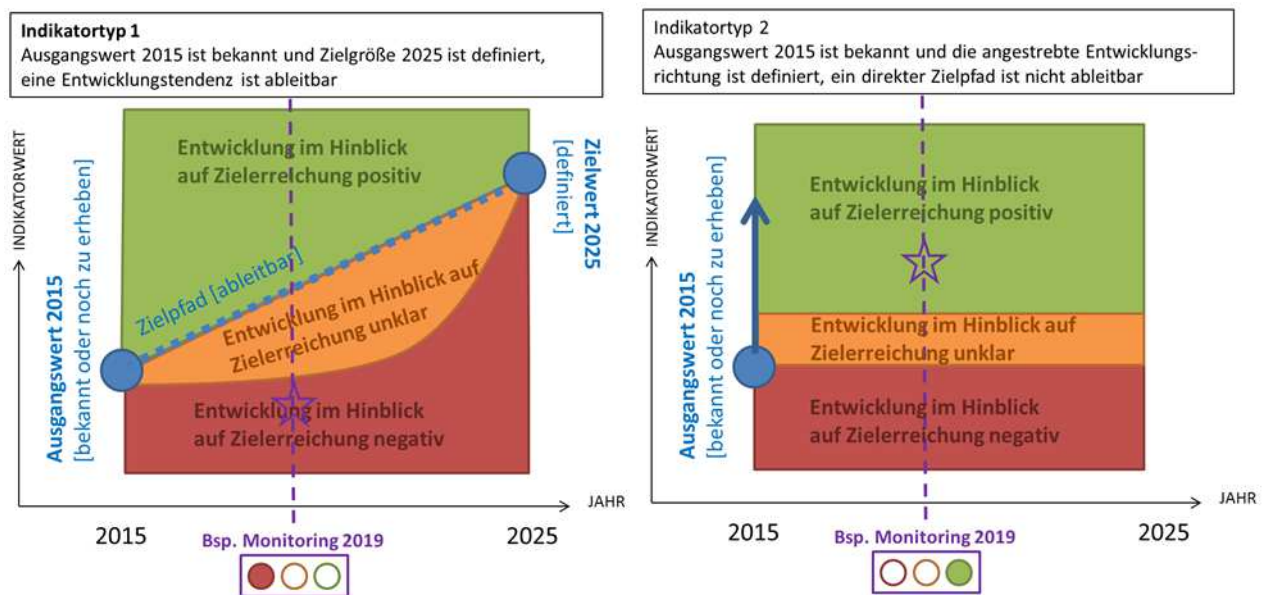 Indikatortyp 1
Ausgangswert 2015 ist bekannt und Zielgröße 2025 ist definiert,
eine Entwicklungstendenz ist ableitbar
INDIKATORWERT
Ausgangswert 2015
[bekannt oder noch zu erheben]
Entwicklung im Hinblick
auf Zielerreichung positiv
Zielpfad [ableitbar]
Entwicklung im Hinblick auf
Zielerreichung unklar
Entwicklung im Hinblick
auf Zielerreichung negativ
Zielwert 2025
[definiert]
JAHR
2015
2025
Bsp. Monitoring 2019
Indikatortyp 2
Ausgangswert 2015 ist bekannt und die angestrebte Entwicklungs-
richtung ist definiert, ein direkter Zielpfad ist nicht ableitbar
INDIKATORWERT
Ausgangswert 2015
[bekannt oder noch zu erheben]
Entwicklung im Hinblick
auf Zielerreichung positiv
Entwicklung im Hinblick auf
Zielerreichung unklar
Entwicklung im Hinblick
auf Zielerreichung negativ
JAHR
2015
2025
Bsp. Monitoring 2019